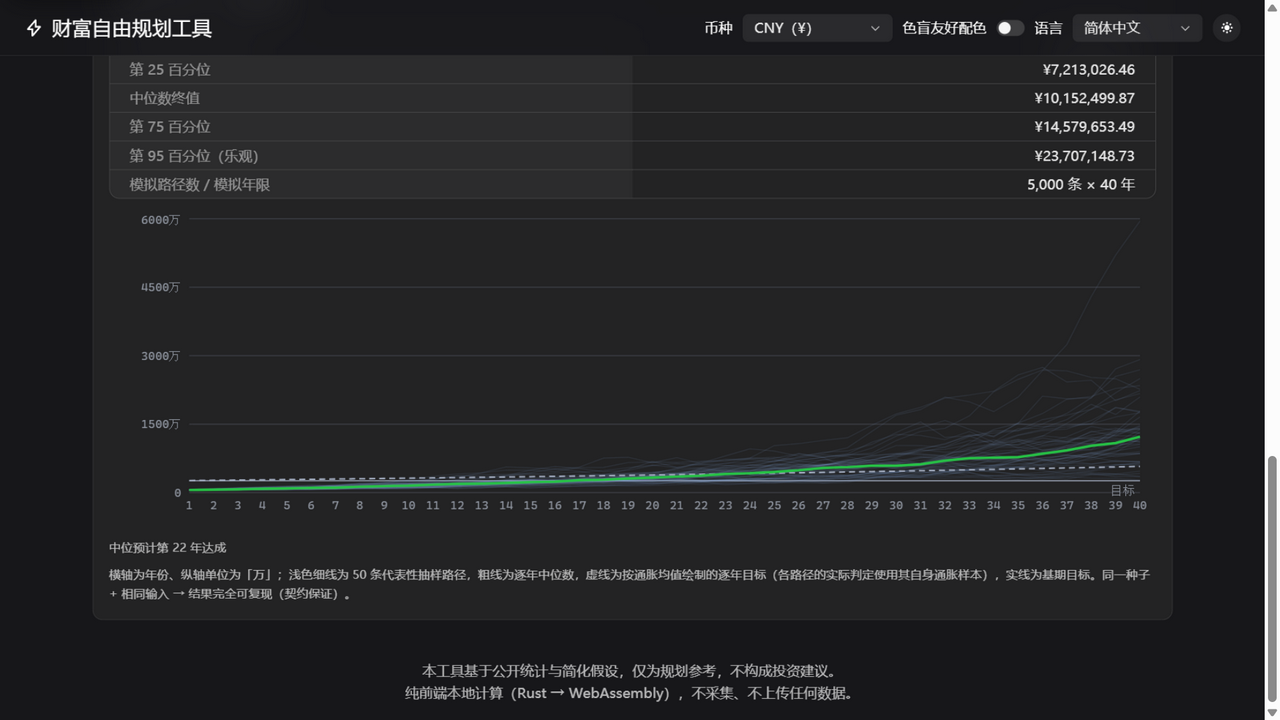 财富自由规划工具
币种 CNY（¥） 色盲友好配色 语言 简体中文
第 25 百分位 ¥7,213,026.46
中位数终值 ¥10,152,499.87
第 75 百分位 ¥14,579,653.49
第 95 百分位（乐观） ¥23,707,148.73
模拟路径数 / 模拟年限 5,000 条 × 40 年
6000万
4500万
3000万
1500万
0
目标
1 2 3 4 5 6 7 8 9 10 11 12 13 14 15 16 17 18 19 20 21 22 23 24 25 26 27 28 29 30 31 32 33 34 35 36 37 38 39 40
中位预计第 22 年达成
横轴为年份、纵轴单位为「万」；浅色细线为 50 条代表性抽样路径，粗线为逐年中位数，虚线为按通胀均值绘制的逐年目标（各路径的实际判定使用其自身通胀样本），实线为基期目标。同一种子
+ 相同输入 → 结果完全可复现（契约保证）。
本工具基于公开统计与简化假设，仅为规划参考，不构成投资建议。
纯前端本地计算（Rust → WebAssembly），不采集、不上传任何数据。